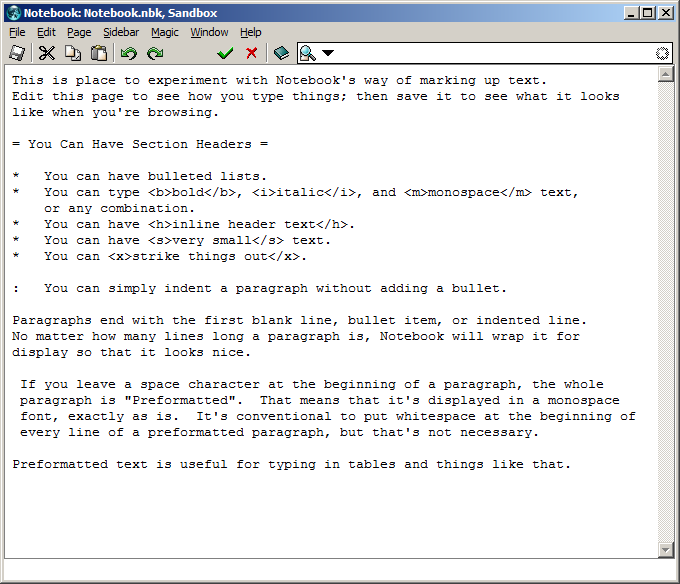 Notebook: Notebook.nbk, Sandbox
File Edit Page Sidebar Magic Window Help
This is place to experiment with Notebook's way of marking up text.
Edit this page to see how you type things; then save it to see what it looks
like when you're browsing.
= You Can Have Section Headers =
*   You can have bulleted lists.
*   You can type <b>bold</b>, <i>italic</i>, and <m>monospace</m> text,
    or any combination.
*   You can have <h>inline header text</h>.
*   You can have <s>very small</s> text.
*   You can <x>strike things out</x>.
:   You can simply indent a paragraph without adding a bullet.
Paragraphs end with the first blank line, bullet item, or indented line.
No matter how many lines long a paragraph is, Notebook will wrap it for
display so that it looks nice.
 If you leave a space character at the beginning of a paragraph, the whole
 paragraph is "Preformatted".  That means that it's displayed in a monospace
 font, exactly as is.  It's conventional to put whitespace at the beginning of
 every line of a preformatted paragraph, but that's not necessary.
Preformatted text is useful for typing in tables and things like that.